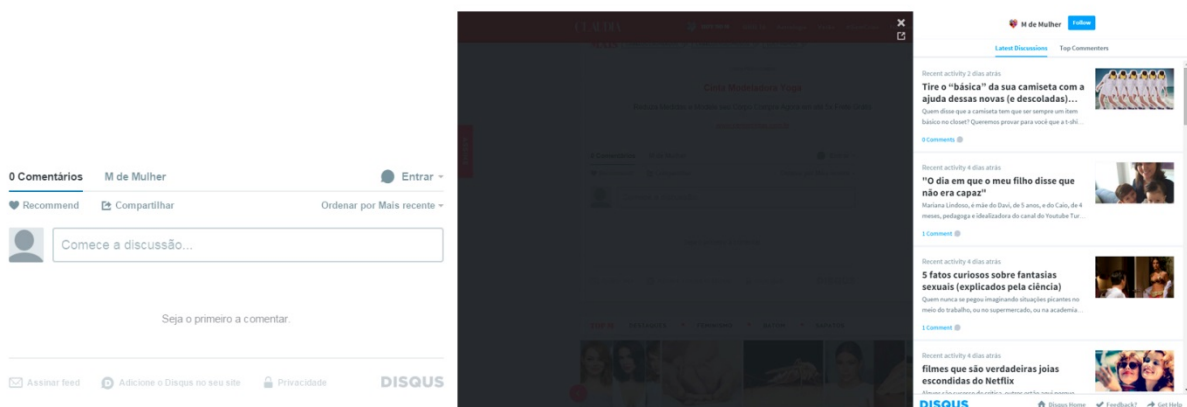 0 Comentários M de Mulher Entrar
Recommend Compartilhar Ordenar por Mais recente
Comece a discussão...
Seja o primeiro a comentar.
Assinar feed Adicione o Disqus no seu site Privacidade DISQUS
CLAUDIA
0 Comentários M de Mulher
M de Mulher Follow
Latest Discussions Top Commenters
Recent activity 2 dias atrás
Tire o “básica” da sua camiseta com a
ajuda dessas novas (e descoladas)...
Quem disse que a camiseta tem que ser sempre um item
básico no closet? Queremos provar para você que a t-shi...
0 Comments
Recent activity 4 dias atrás
"O dia em que o meu filho disse que
não era capaz"
Mariana Lindoso, é mãe do Davi, de 5 anos, e do Caio, de 4
meses, pedagoga e idealizadora do canal do Youtube Tur...
1 Comment
Recent activity 4 dias atrás
5 fatos curiosos sobre fantasias
sexuais (explicados pela ciência)
Quem nunca se pegou imaginando situações picantes no
meio do trabalho, ou no supermercado, ou na academia...
1 Comment
Recent activity 4 dias atrás
filmes que são verdadeiras joias
escondidas do Netflix
DISQUS Disqus Home Feedback? Get Help